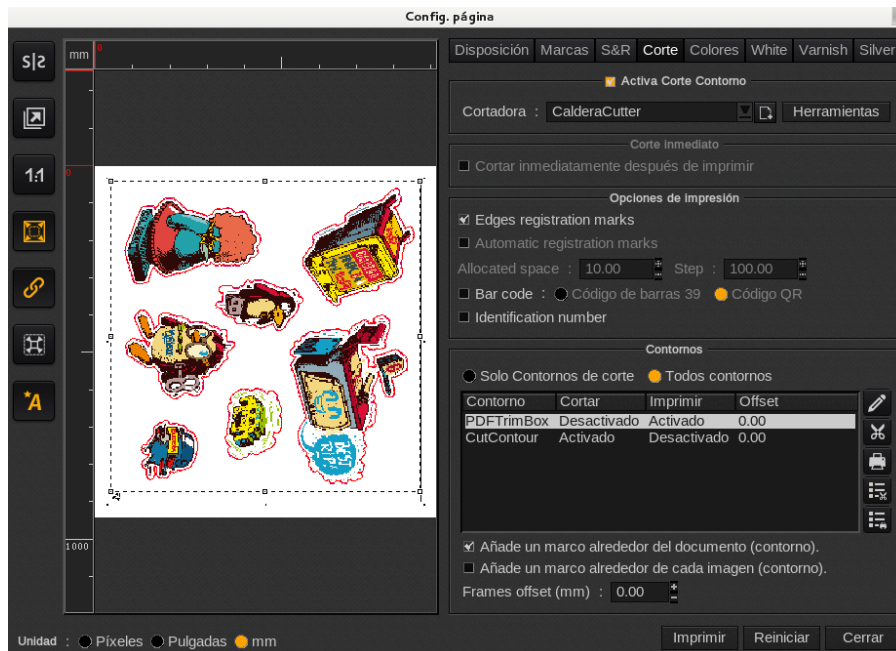 Config. página
Disposición Marcas S&R Corte Colores White Varnish Silver
mm 0
S|S
Activa Corte Contorno
Cortadora : CalderaCutter Herramientas
Corte inmediato
Cortar inmediatamente después de imprimir
1:1
0
Opciones de impresión
Edges registration marks
Automatic registration marks
Allocated space : 10.00 Step : 100.00
Bar code : Código de barras 39 Código QR
Identification number
Contornos
Solo Contornos de corte Todos contornos
Contorno Cortar Imprimir Offset
PDFTrimBox Desactivado Activado 0.00
CutContour Activado Desactivado 0.00
A
1000
Añade un marco alrededor del documento (contorno).
Añade un marco alrededor de cada imagen (contorno).
Frames offset (mm) : 0.00
Unidad : Píxeles Pulgadas mm
Imprimir Reiniciar Cerrar